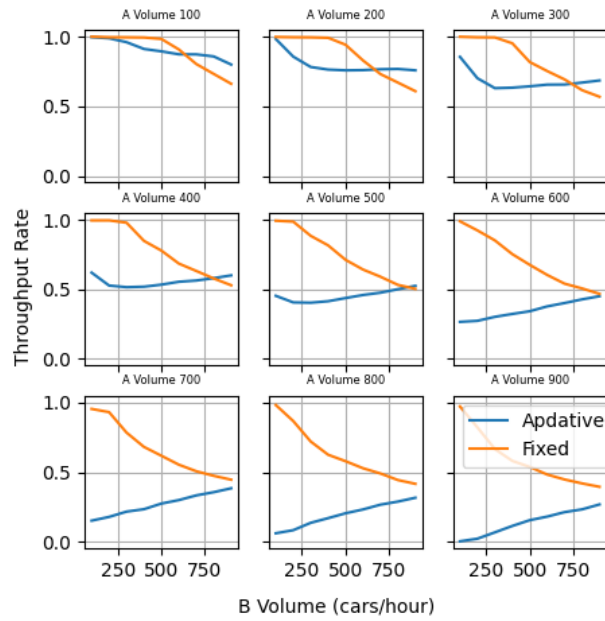 A Volume 100
A Volume 200
A Volume 300
1.0
0.5
0.0
A Volume 400
A Volume 500
A Volume 600
1.0
0.5
0.0
Throughput Rate
A Volume 700
A Volume 800
A Volume 900
1.0
0.5
0.0
Apdative
Fixed
250 500 750
250 500 750
250 500 750
B Volume (cars/hour)